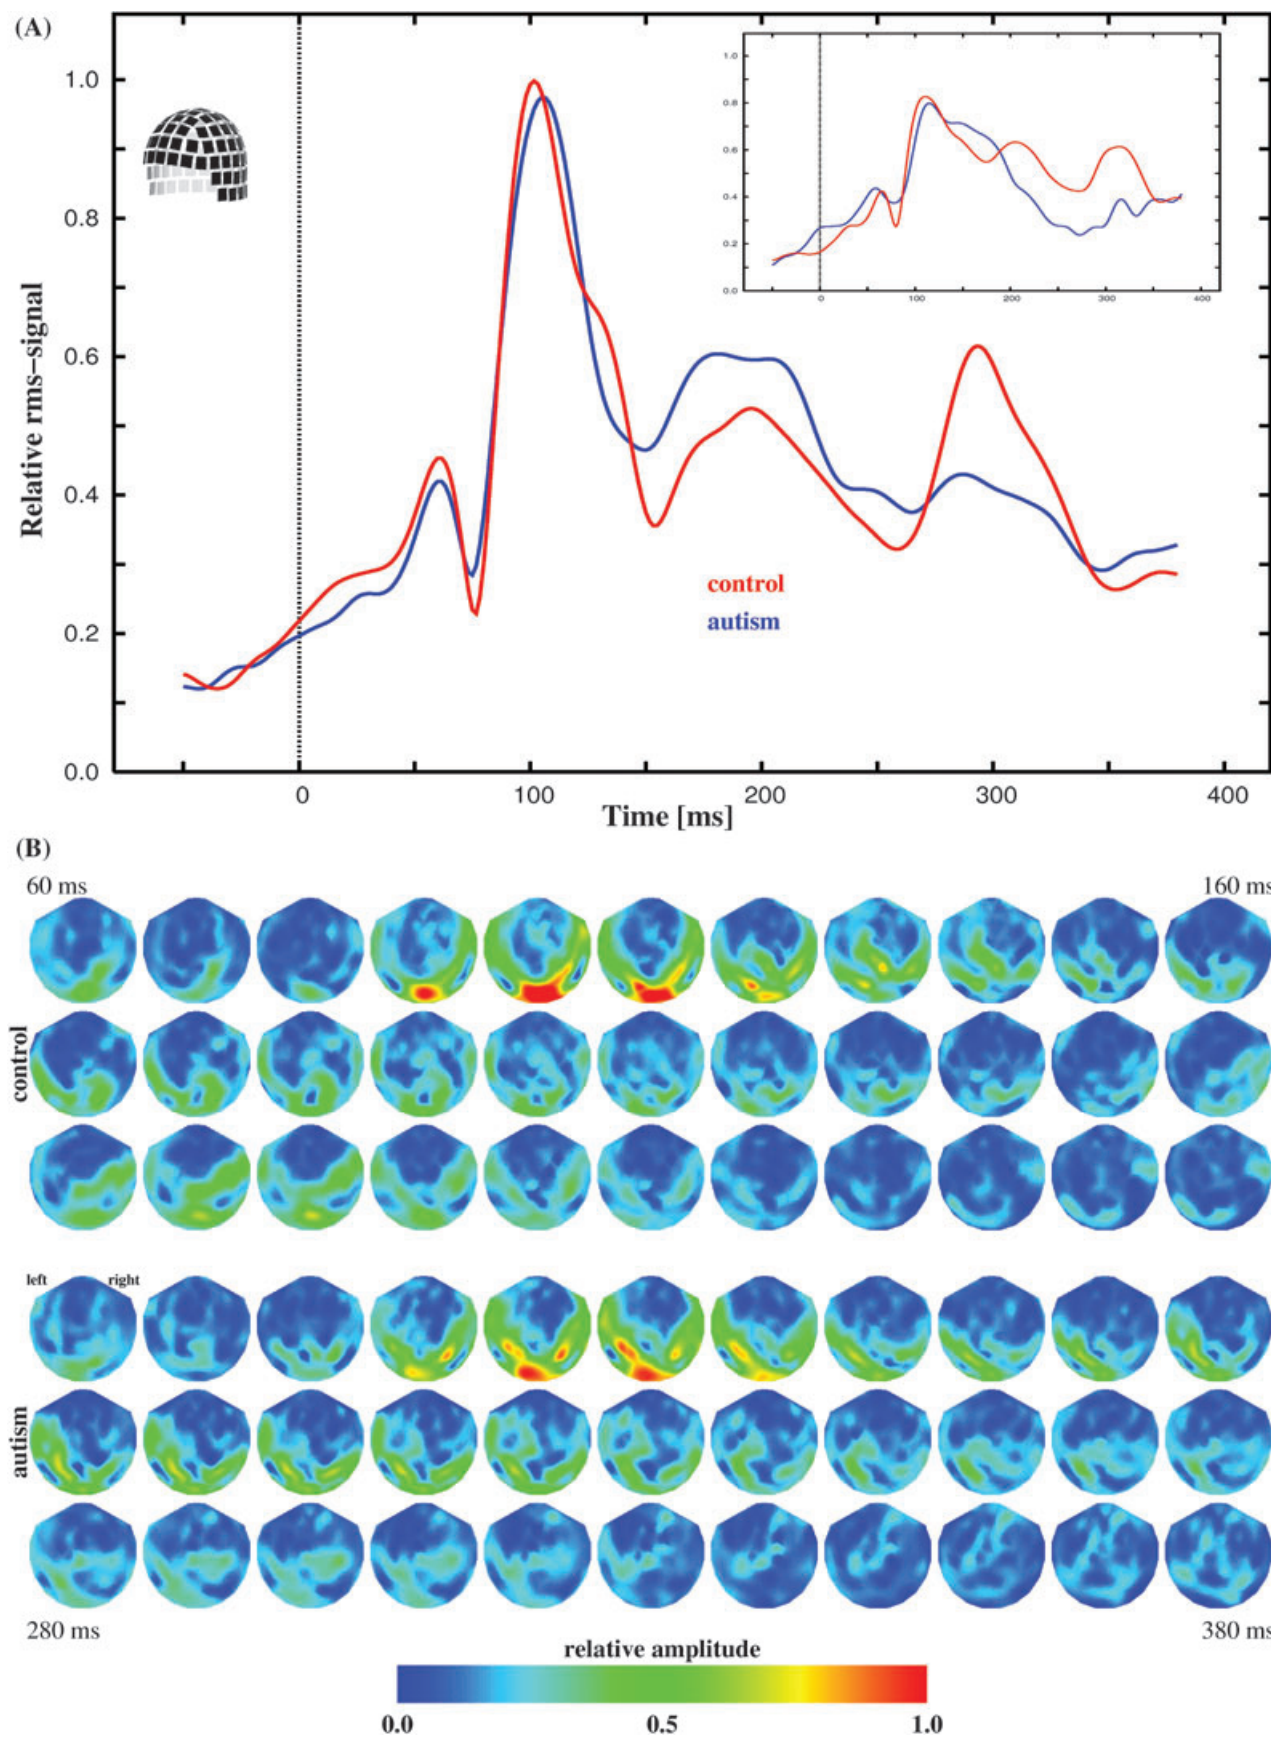 (A)
1.0
0.8
0.6
0.4
0.2
0.0
Relative rms-signal
1.0
0.8
0.6
0.4
0.2
0.0
0 100 200 300 400
control
autism
0 100 200 300 400
Time [ms]
(B)
60 ms 160 ms
control
left right
autism
280 ms 380 ms
relative amplitude
0.0 0.5 1.0